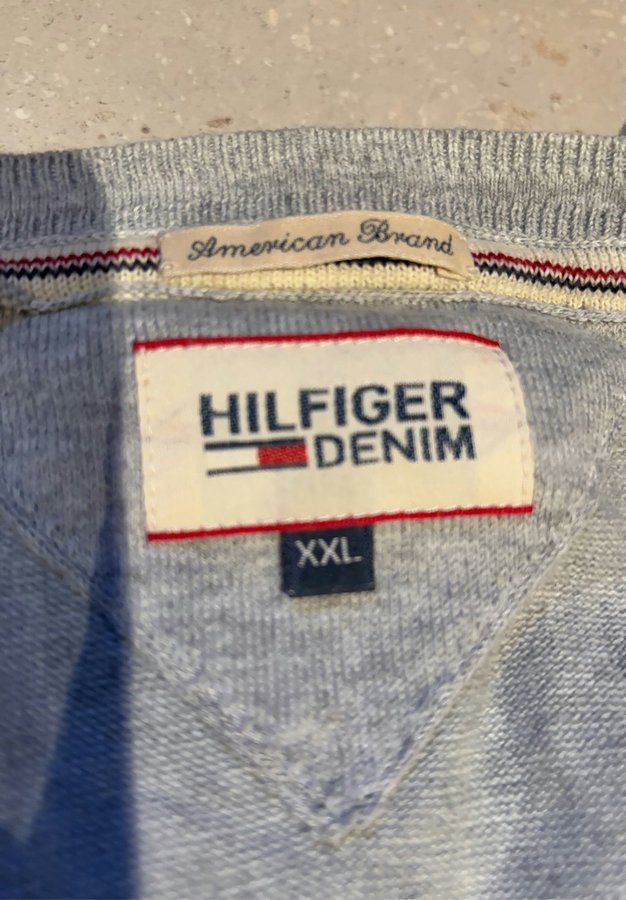 American Brand
HILFIGER
DENIM
XXL